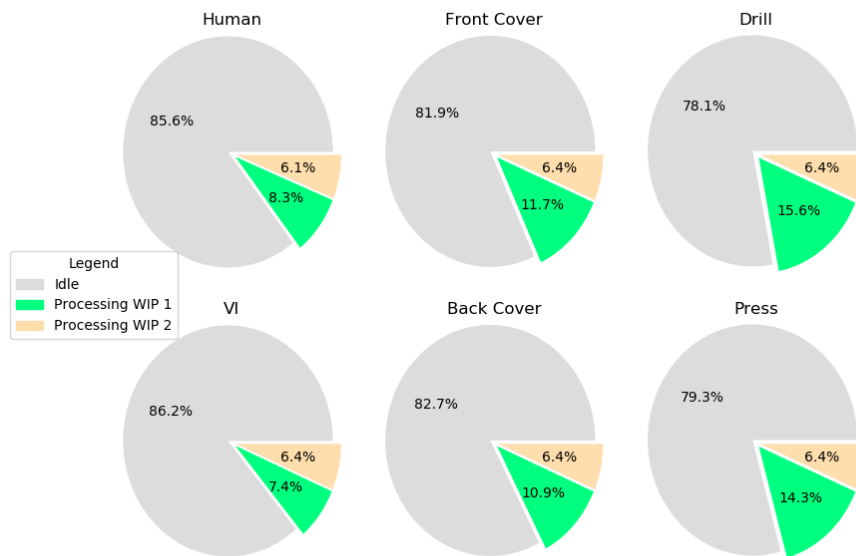 Human
Front Cover
Drill
85.6%
81.9%
78.1%
6.1%
6.4%
6.4%
8.3%
11.7%
15.6%
Legend
Idle
Processing WIP 1
Processing WIP 2
VI
Back Cover
Press
86.2%
82.7%
79.3%
6.4%
6.4%
6.4%
7.4%
10.9%
14.3%